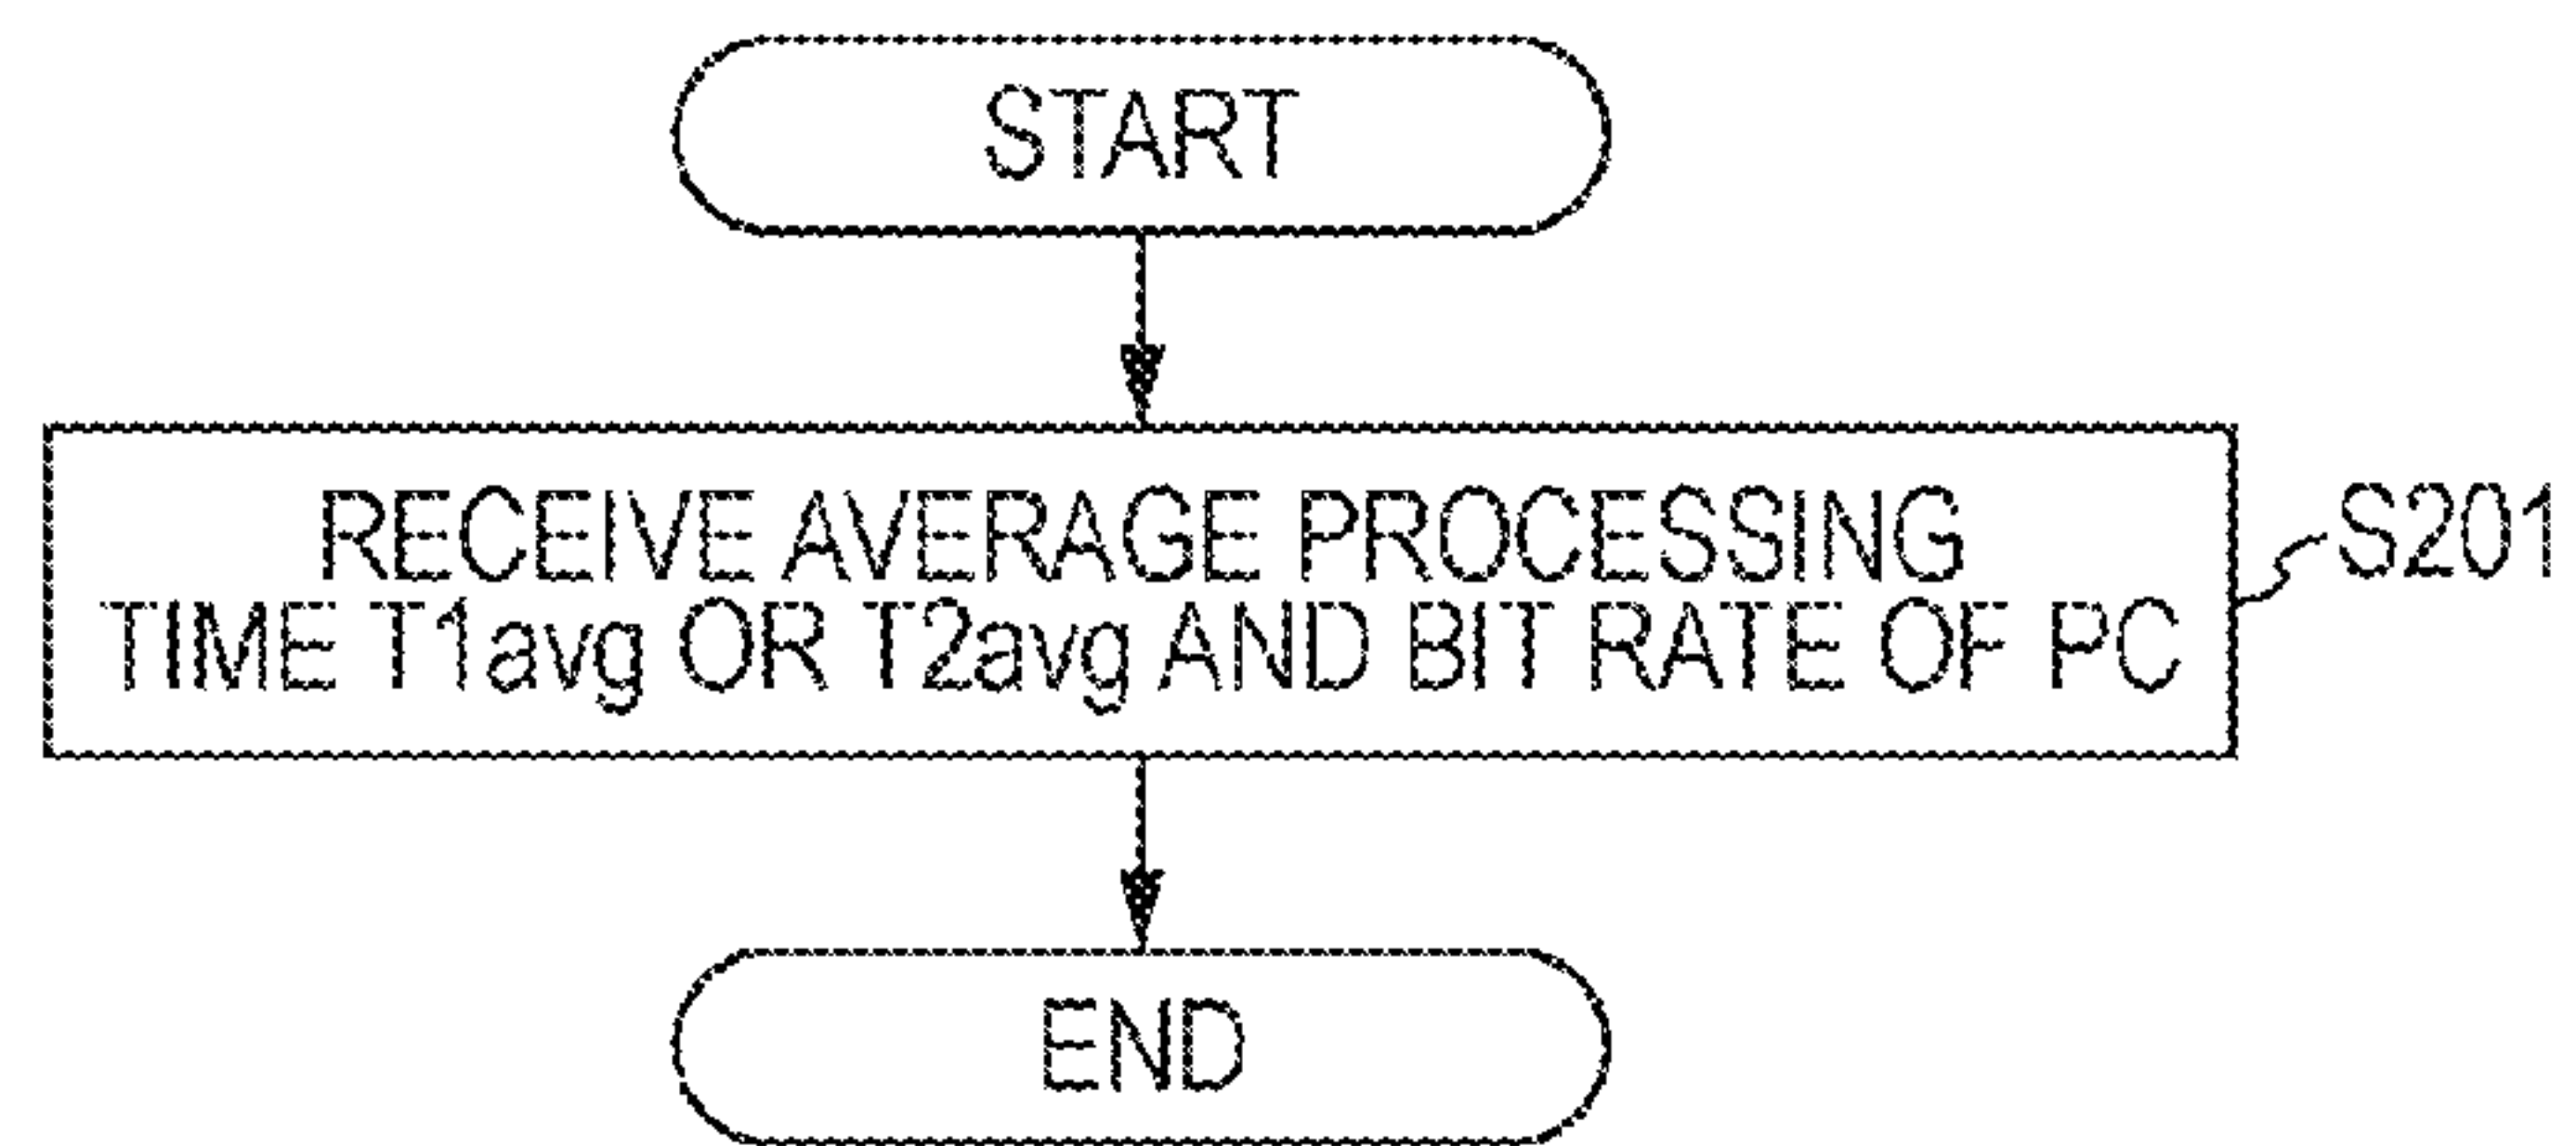 START
RECEIVE AVERAGE PROCESSING
TIME T1avg OR T2avg AND BIT RATE OF PC
S201
END